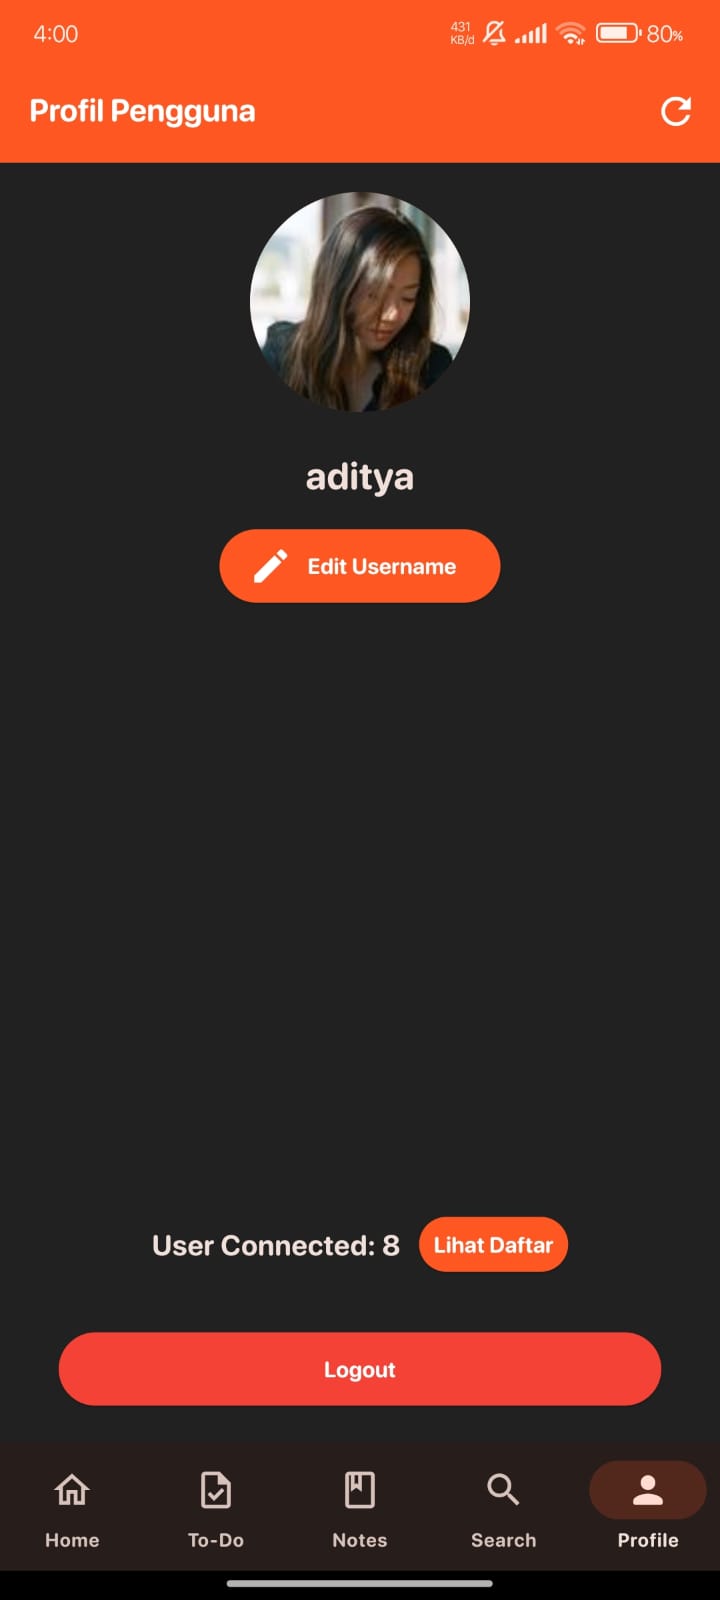 4:00
431 KB/d
80%
Profil Pengguna
aditya
Edit Username
User Connected: 8
Lihat Daftar
Logout
Home
To-Do
Notes
Search
Profile